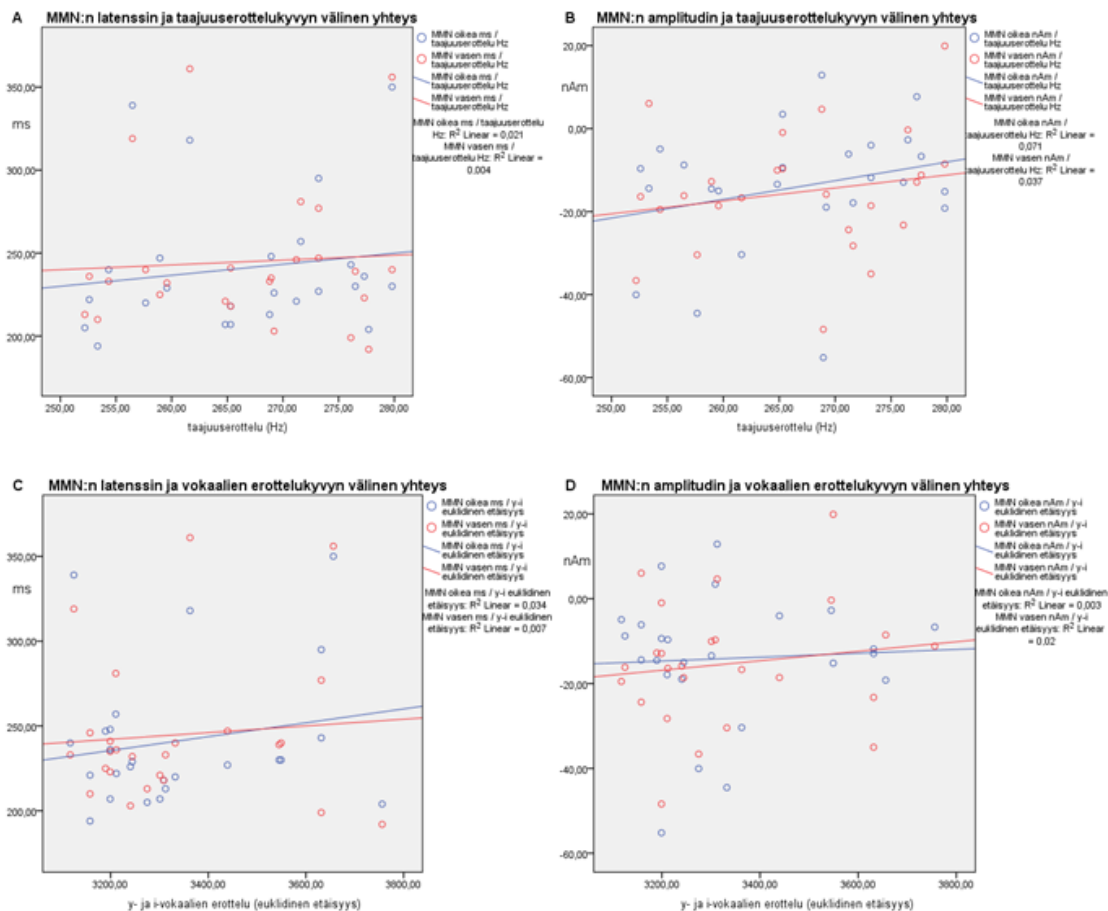 A MMN:n latenssin ja taajuuserottelukyvyn välinen yhteys
MMN oikea ms /
taajuuserottelu Hz
MMN vasen ms /
taajuuserottelu Hz
MMN oikea ms /
taajuuserottelu Hz
MMN vasen ms /
taajuuserottelu Hz
MMN oikea ms / taajuuserottelu
Hz: R² Linear = 0,021
MMN vasen ms /
taajuuserottelu Hz: R² Linear =
0,004
350,00
ms
300,00
250,00
200,00
250,00 255,00 260,00 265,00 270,00 275,00 280,00
taajuuserottelu (Hz)
B MMN:n amplitudin ja taajuuserottelukyvyn välinen yhteys
MMN oikea nAm /
taajuuserottelu Hz
MMN vasen nAm /
taajuuserottelu Hz
MMN oikea nAm /
taajuuserottelu Hz
MMN vasen nAm /
taajuuserottelu Hz
MMN oikea nAm /
taajuuserottelu Hz: R² Linear =
0,071
MMN vasen nAm /
taajuuserottelu Hz: R² Linear =
0,037
20,00
nAm
0,00
-20,00
-40,00
-60,00
250,00 255,00 260,00 265,00 270,00 275,00 280,00
taajuuserottelu (Hz)
C MMN:n latenssin ja vokaalien erottelukyvyn välinen yhteys
MMN oikea ms / y-i
euklidinen etäisyys
MMN vasen ms / y-i
euklidinen etäisyys
MMN oikea ms / y-i
euklidinen etäisyys
MMN vasen ms / y-i
euklidinen etäisyys
MMN oikea ms / y-i euklidinen
etäisyys: R² Linear = 0,034
MMN vasen ms / y-i euklidinen
etäisyys: R² Linear = 0,007
350,00
ms
300,00
250,00
200,00
3200,00 3400,00 3600,00 3800,00
y- ja i-vokaalien erottelu (euklidinen etäisyys)
D MMN:n amplitudin ja vokaalien erottelukyvyn välinen yhteys
MMN oikea nAm / y-i
euklidinen etäisyys
MMN vasen nAm / y-i
euklidinen etäisyys
MMN oikea nAm / y-i
euklidinen etäisyys
MMN vasen nAm / y-i
euklidinen etäisyys
MMN oikea nAm / y-i euklidinen
etäisyys: R² Linear = 0,003
MMN vasen nAm / y-i
euklidinen etäisyys: R² Linear
= 0,02
20,00
nAm
0,00
-20,00
-40,00
-60,00
3200,00 3400,00 3600,00 3800,00
y- ja i-vokaalien erottelu (euklidinen etäisyys)